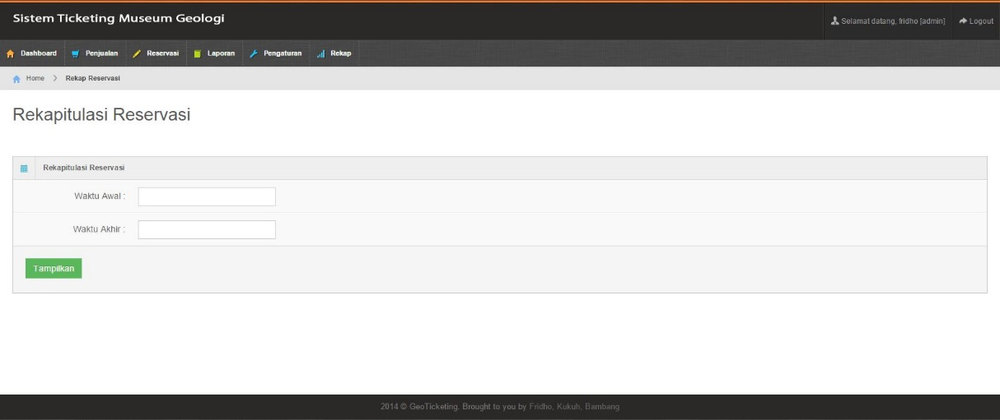 Sistem Ticketing Museum Geologi
Selamat datang, fridho [admin] Logout
Dashboard Penjualan Reservasi Laporan Pengaturan Rekap
Home > Rekap Reservasi
Rekapitulasi Reservasi
Rekapitulasi Reservasi
Waktu Awal :
Waktu Akhir :
Tampilkan
2014 © GeoTicketing. Brought to you by Fridho, Kukuh, Bambang